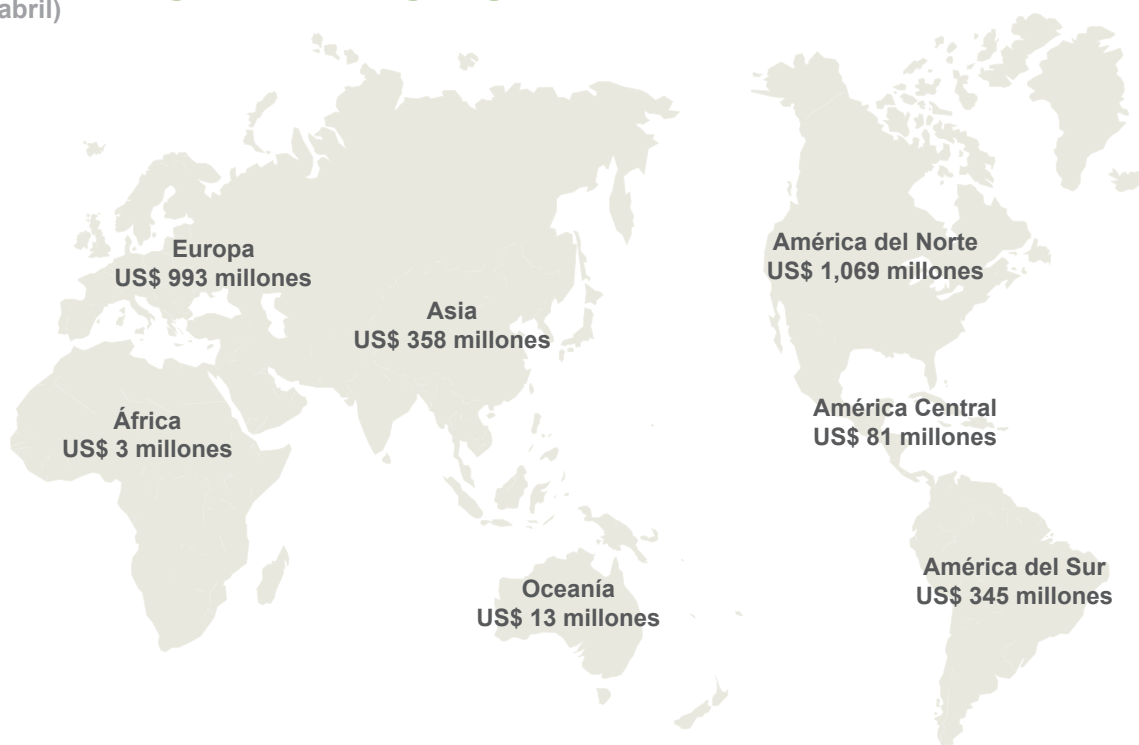 abril)
Europa
US$ 993 millones
América del Norte
US$ 1,069 millones
Asia
US$ 358 millones
África
US$ 3 millones
América Central
US$ 81 millones
Oceanía
US$ 13 millones
América del Sur
US$ 345 millones